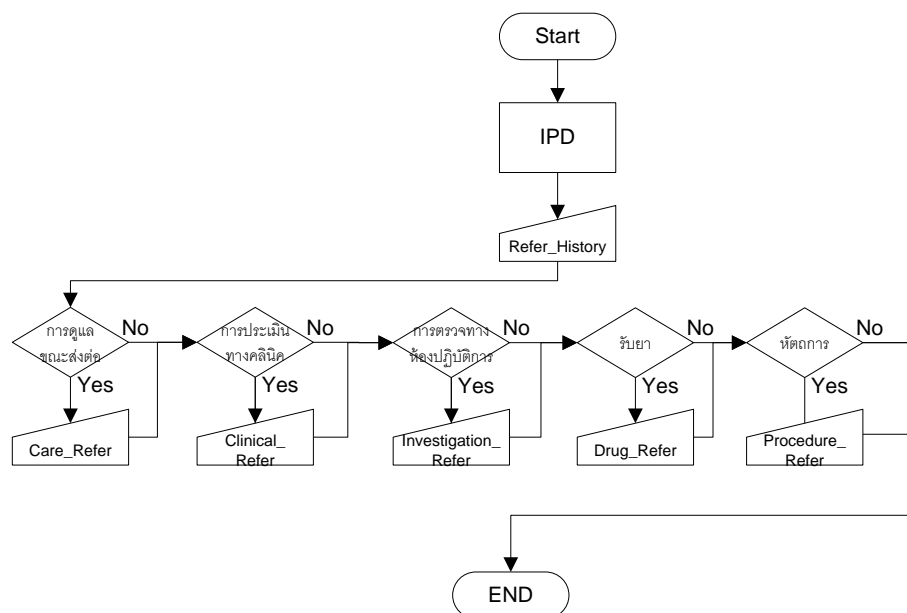 Start
IPD
Refer_History
การดูแล
ขณะส่งต่อ
No
Yes
Care_Refer
การประเมิน
ทางคลินิค
No
Yes
Clinical_
Refer
การตรวจทาง
ห้องปฏิบัติการ
No
Yes
Investigation_
Refer
รับยา
No
Yes
Drug_Refer
หัตถการ
No
Yes
Procedure_
Refer
END